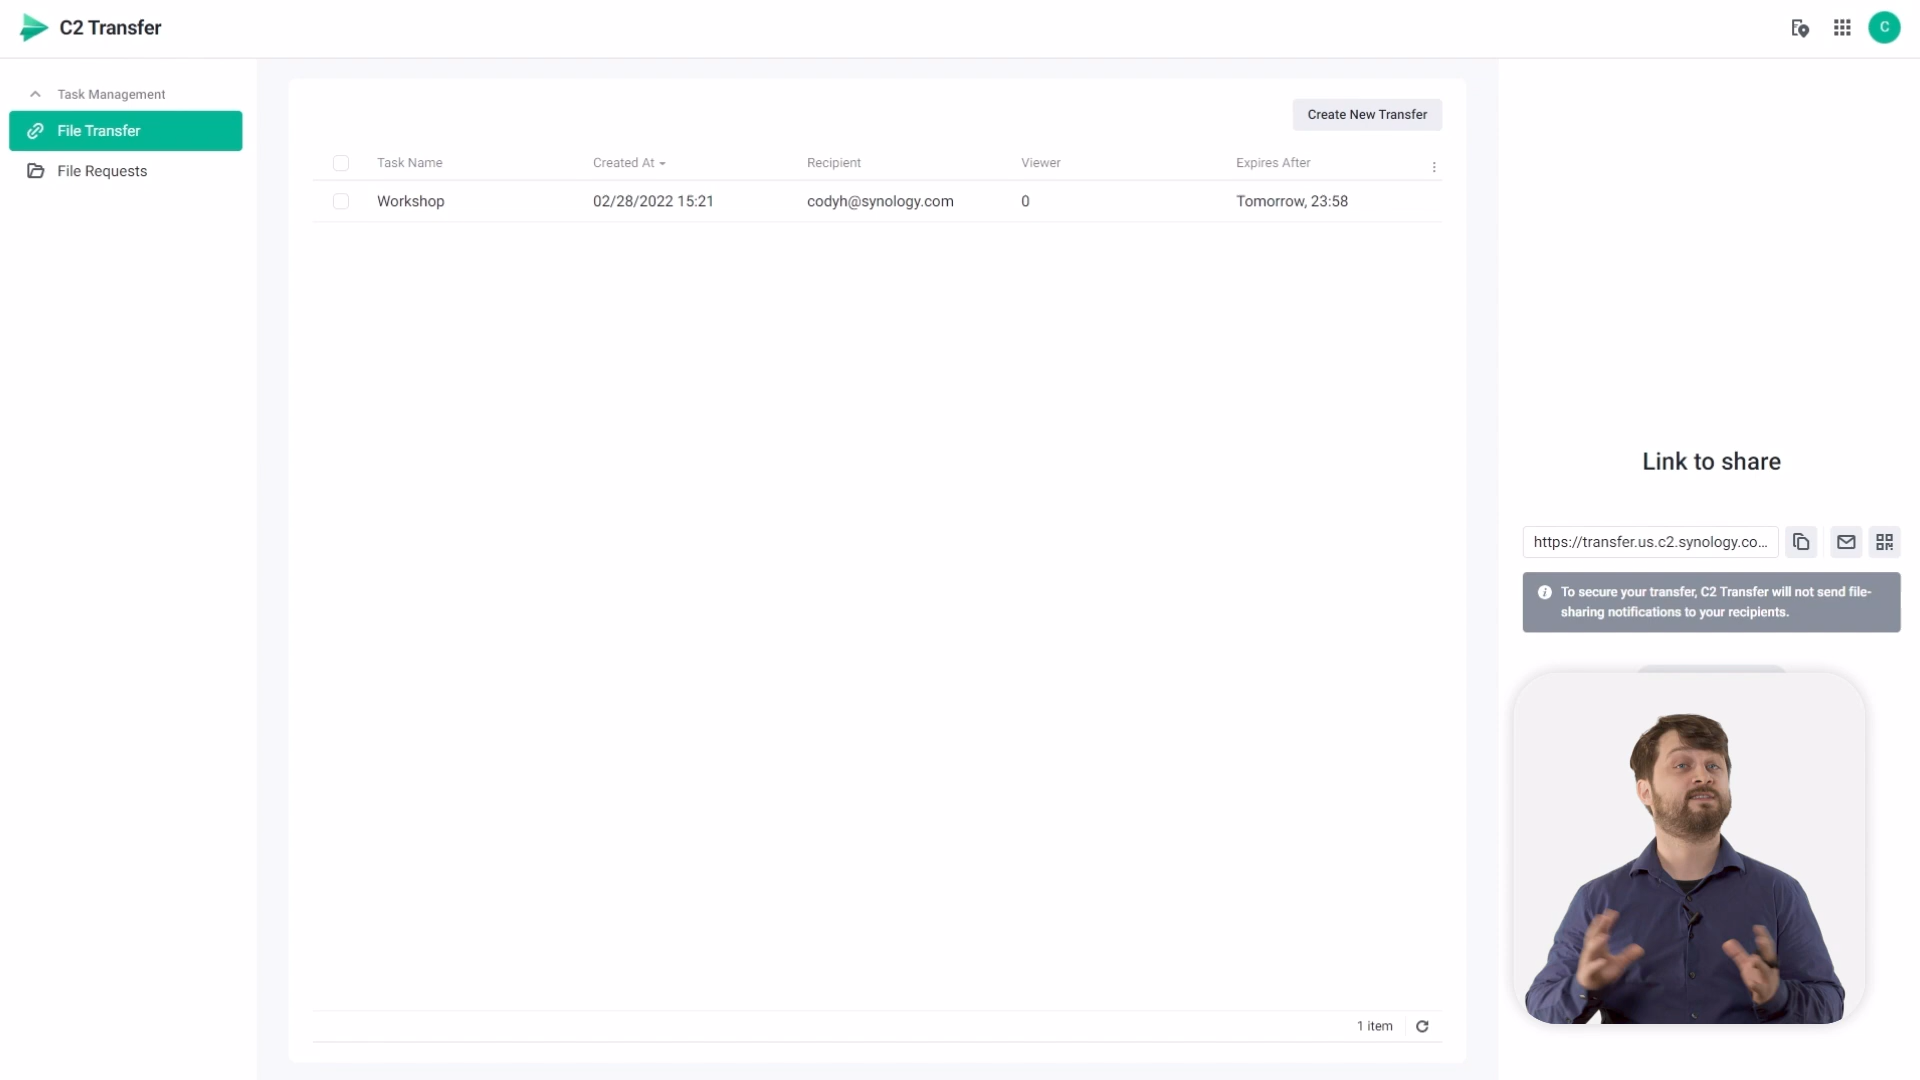 C2 Transfer
C
Task Management
File Transfer
File Requests
Create New Transfer
Task Name Created At Recipient Viewer Expires After
Workshop 02/28/2022 15:21 codyh@synology.com 0 Tomorrow, 23:58
1 item
Link to share
https://transfer.us.c2.synology.co...
To secure your transfer, C2 Transfer will not send file-
sharing notifications to your recipients.